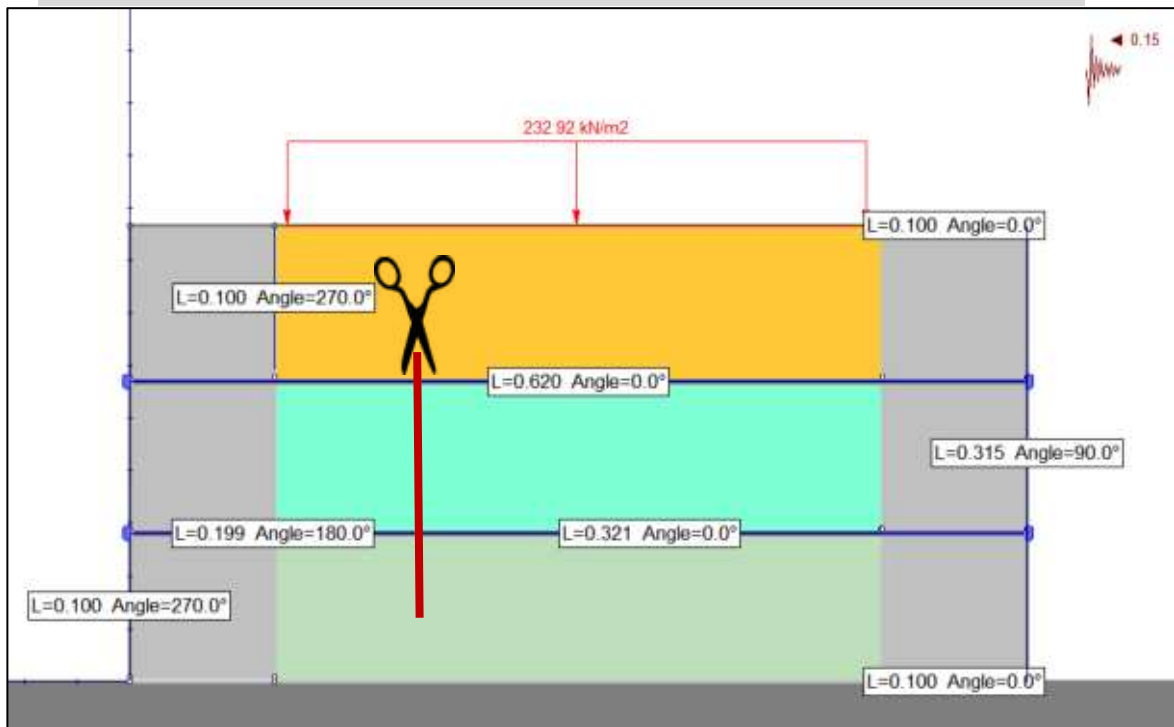 0.15
232.92 kN/m2
L=0.100 Angle=0.0°
L=0.100 Angle=270.0°
L=0.620 Angle=0.0°
L=0.315 Angle=90.0°
L=0.199 Angle=180.0°
L=0.321 Angle=0.0°
L=0.100 Angle=270.0°
L=0.100 Angle=0.0°